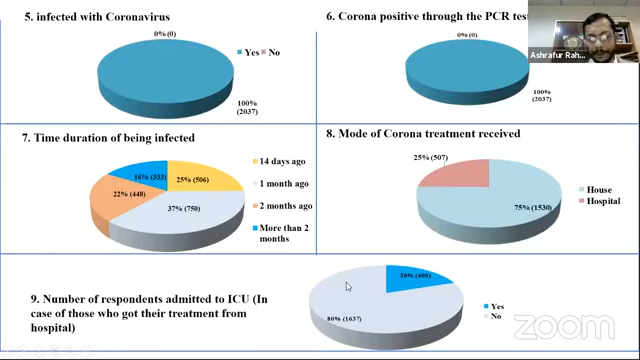 5. infected with Coronavirus
0% (0)
Yes No
100%
(2037)
6. Corona positive through the PCR test
0% (0)
100%
(2037)
Ashrafur Rah...
7. Time duration of being infected
16% (333)
25% (506)
22% (448)
37% (750)
14 days ago
1 month ago
2 months ago
More than 2
months
8. Mode of Corona treatment received
25% (507)
75% (1530)
House
Hospital
9. Number of respondents admitted to ICU (In
case of those who got their treatment from
hospital)
20% (400)
80% (1637)
Yes
No
zoom